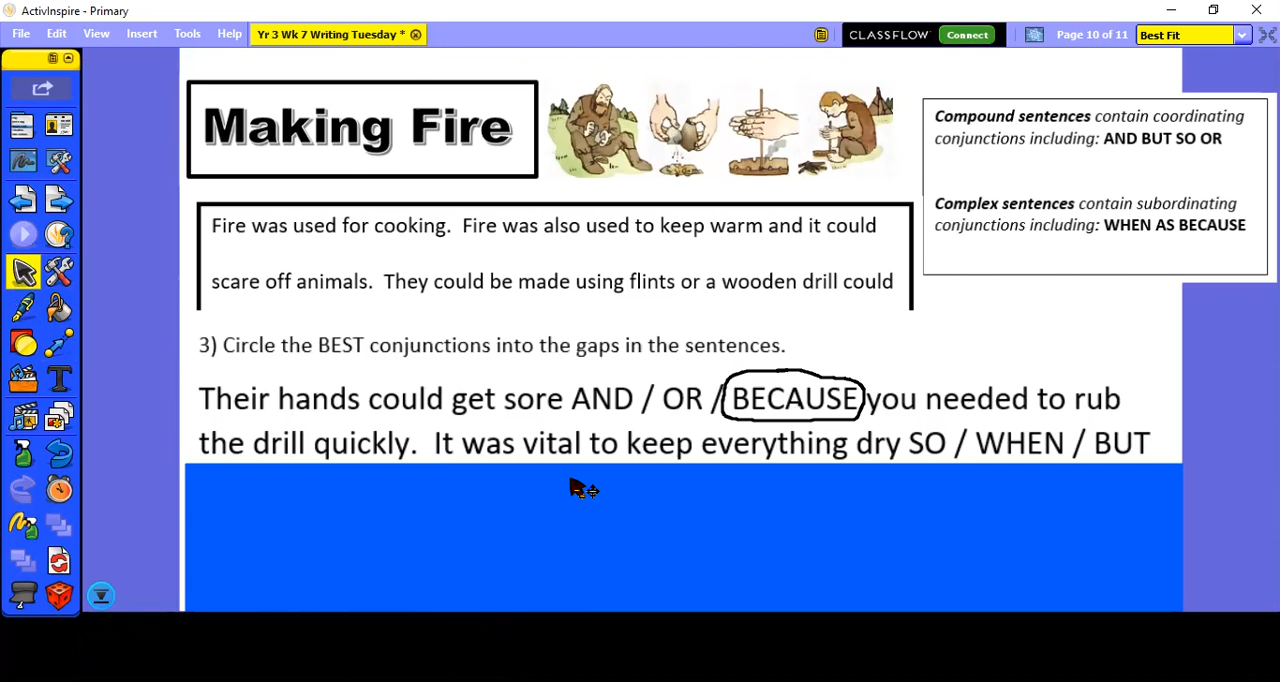 ActivInspire - Primary
File Edit View Insert Tools Help
Yr 3 Wk 7 Writing Tuesday *
CLASSFLOW Connect
Page 10 of 11
Best Fit
Making Fire
Compound sentences contain coordinating
conjunctions including: AND BUT SO OR
Complex sentences contain subordinating
conjunctions including: WHEN AS BECAUSE
Fire was used for cooking. Fire was also used to keep warm and it could
scare off animals. They could be made using flints or a wooden drill could
3) Circle the BEST conjunctions into the gaps in the sentences.
Their hands could get sore AND / OR / BECAUSE you needed to rub
the drill quickly. It was vital to keep everything dry SO / WHEN / BUT